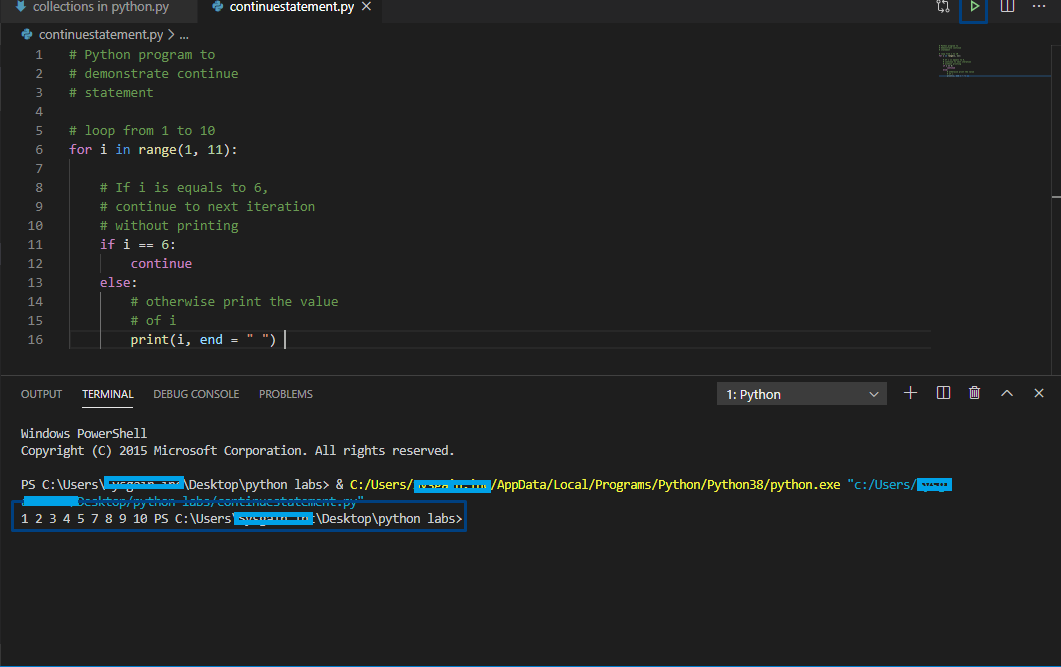 collections in python.py continuestatement.py
continuestatement.py > ...
1 # Python program to
2 # demonstrate continue
3 # statement
4
5 # loop from 1 to 10
6 for i in range(1, 11):
7
8 # If i is equals to 6,
9 # continue to next iteration
10 # without printing
11 if i == 6:
12 continue
13 else:
14 # otherwise print the value
15 # of i
16 print(i, end = " ")
OUTPUT TERMINAL DEBUG CONSOLE PROBLEMS 1: Python
Windows PowerShell
Copyright (C) 2015 Microsoft Corporation. All rights reserved.
PS C:\Users\ \Desktop\python labs> & C:/Users/ /AppData/Local/Programs/Python/Python38/python.exe "c:/Users/
/Desktop/python-labs/continuestatement.py"
1 2 3 4 5 7 8 9 10 PS C:\Users\ \Desktop\python labs>